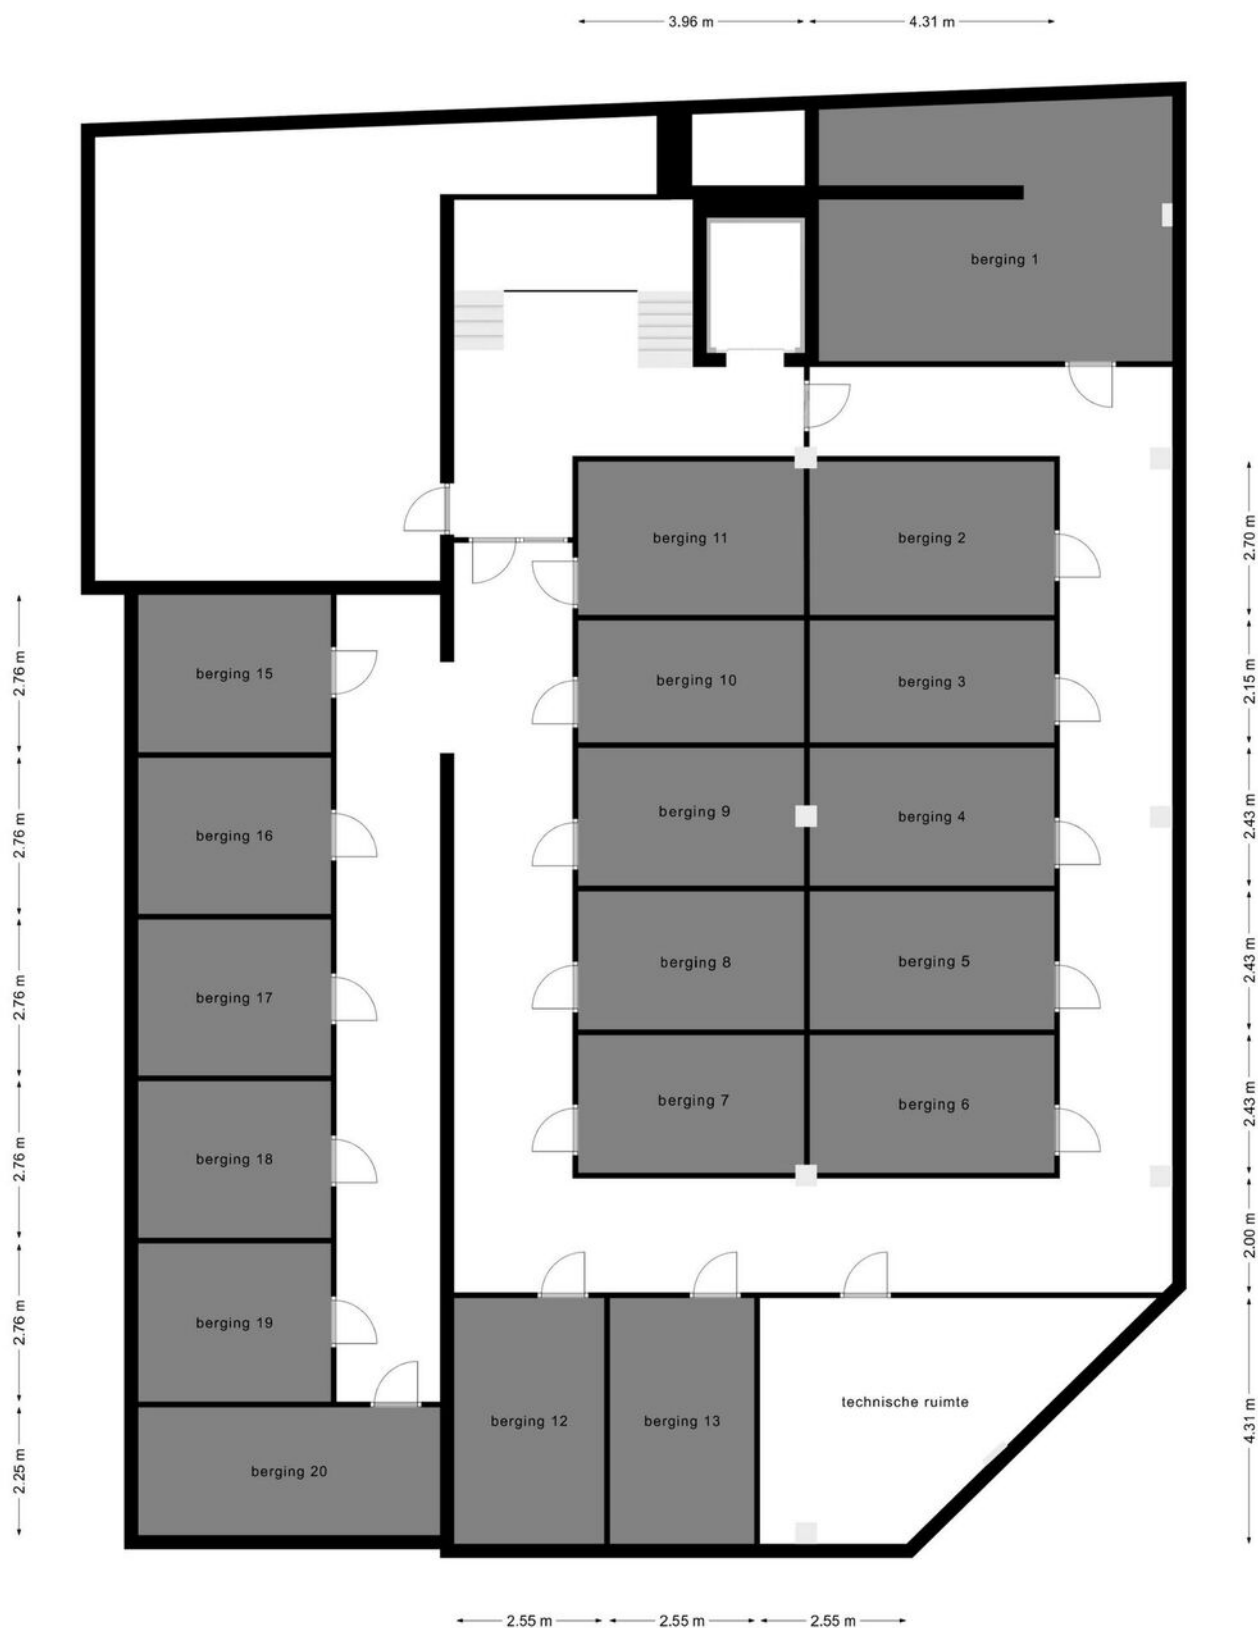 3.96 m
4.31 m
berging 1
berging 11
berging 2
2.70 m
berging 15
2.76 m
berging 10
berging 3
2.15 m
berging 16
2.76 m
berging 9
berging 4
2.43 m
berging 17
2.76 m
berging 8
berging 5
2.43 m
berging 18
2.76 m
berging 7
berging 6
2.43 m
2.00 m
berging 19
2.76 m
berging 12
berging 13
technische ruimte
4.31 m
berging 20
2.25 m
2.55 m
2.55 m
2.55 m